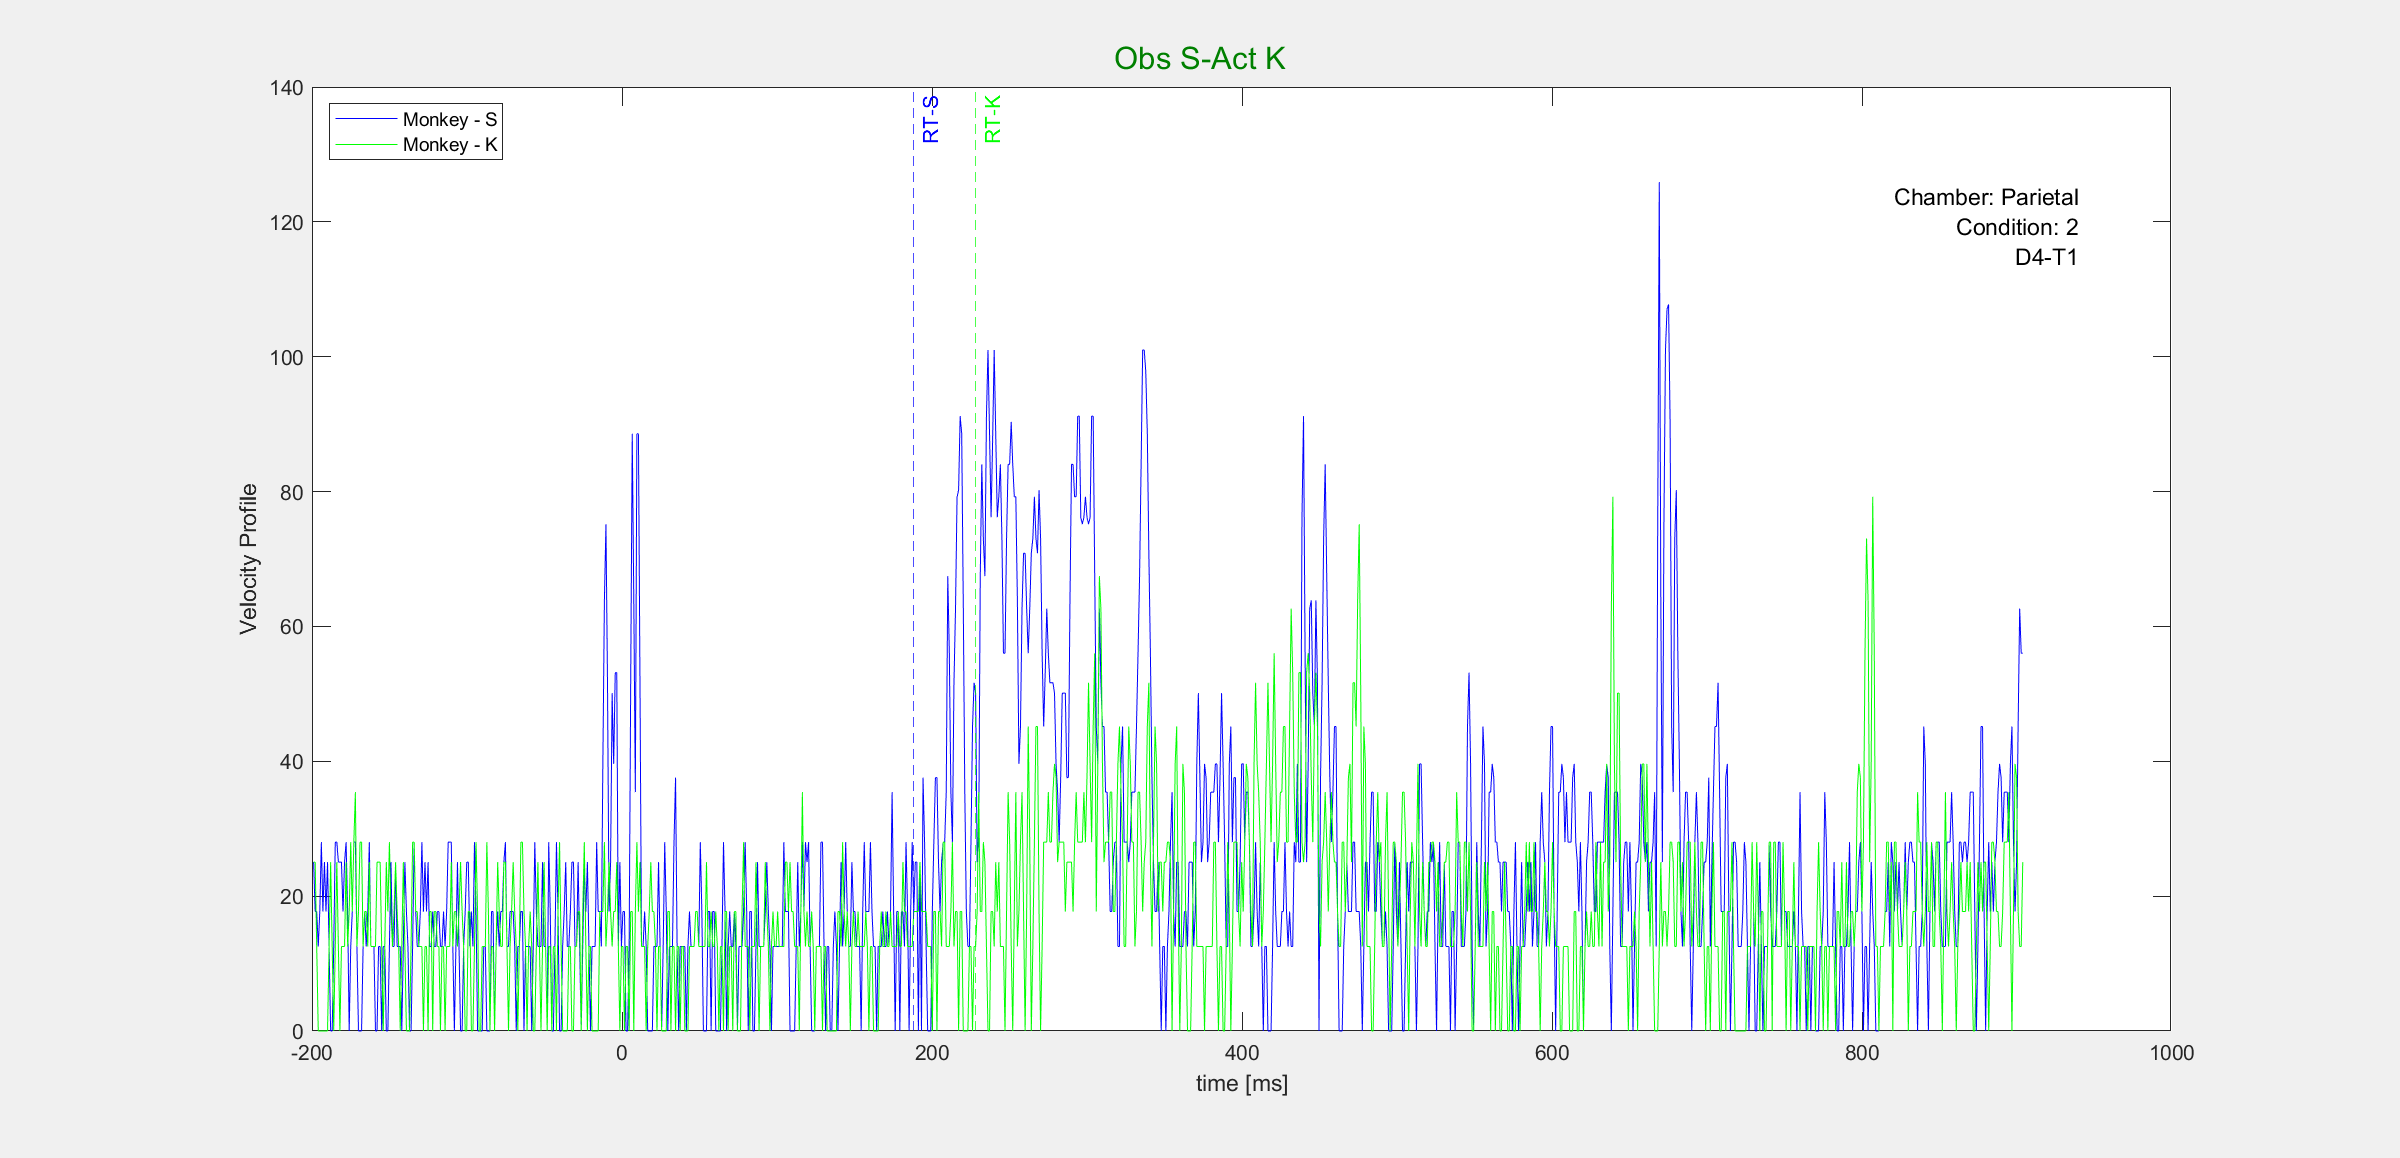 Obs S-Act K
Monkey - S
Monkey - K
RT-S
RT-K
Chamber: Parietal
Condition: 2
D4-T1
Velocity Profile
140
120
100
80
60
40
20
0
-200
0
200
400
600
800
1000
time [ms]